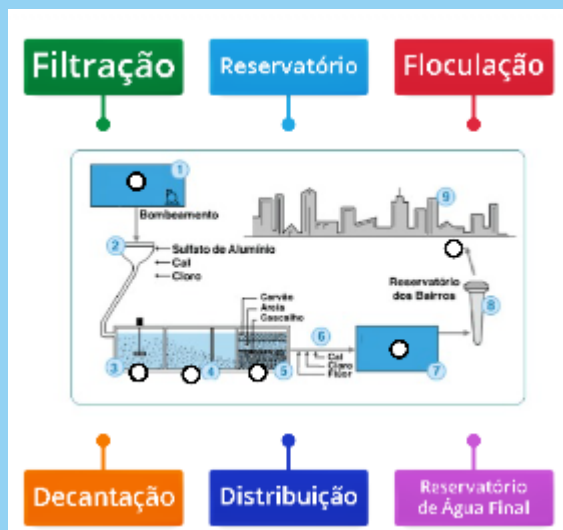 Filtração
Reservatório
Floculação
1
Bombeamento
2
Sulfato de Alumínio
Cal
Cloro
9
Reservatório
dos Bairros
8
Carvão
Areia
Cascalho
6
3
4
5
Cal
Cloro
Flúor
7
Decantação
Distribuição
Reservatório
de Água Final